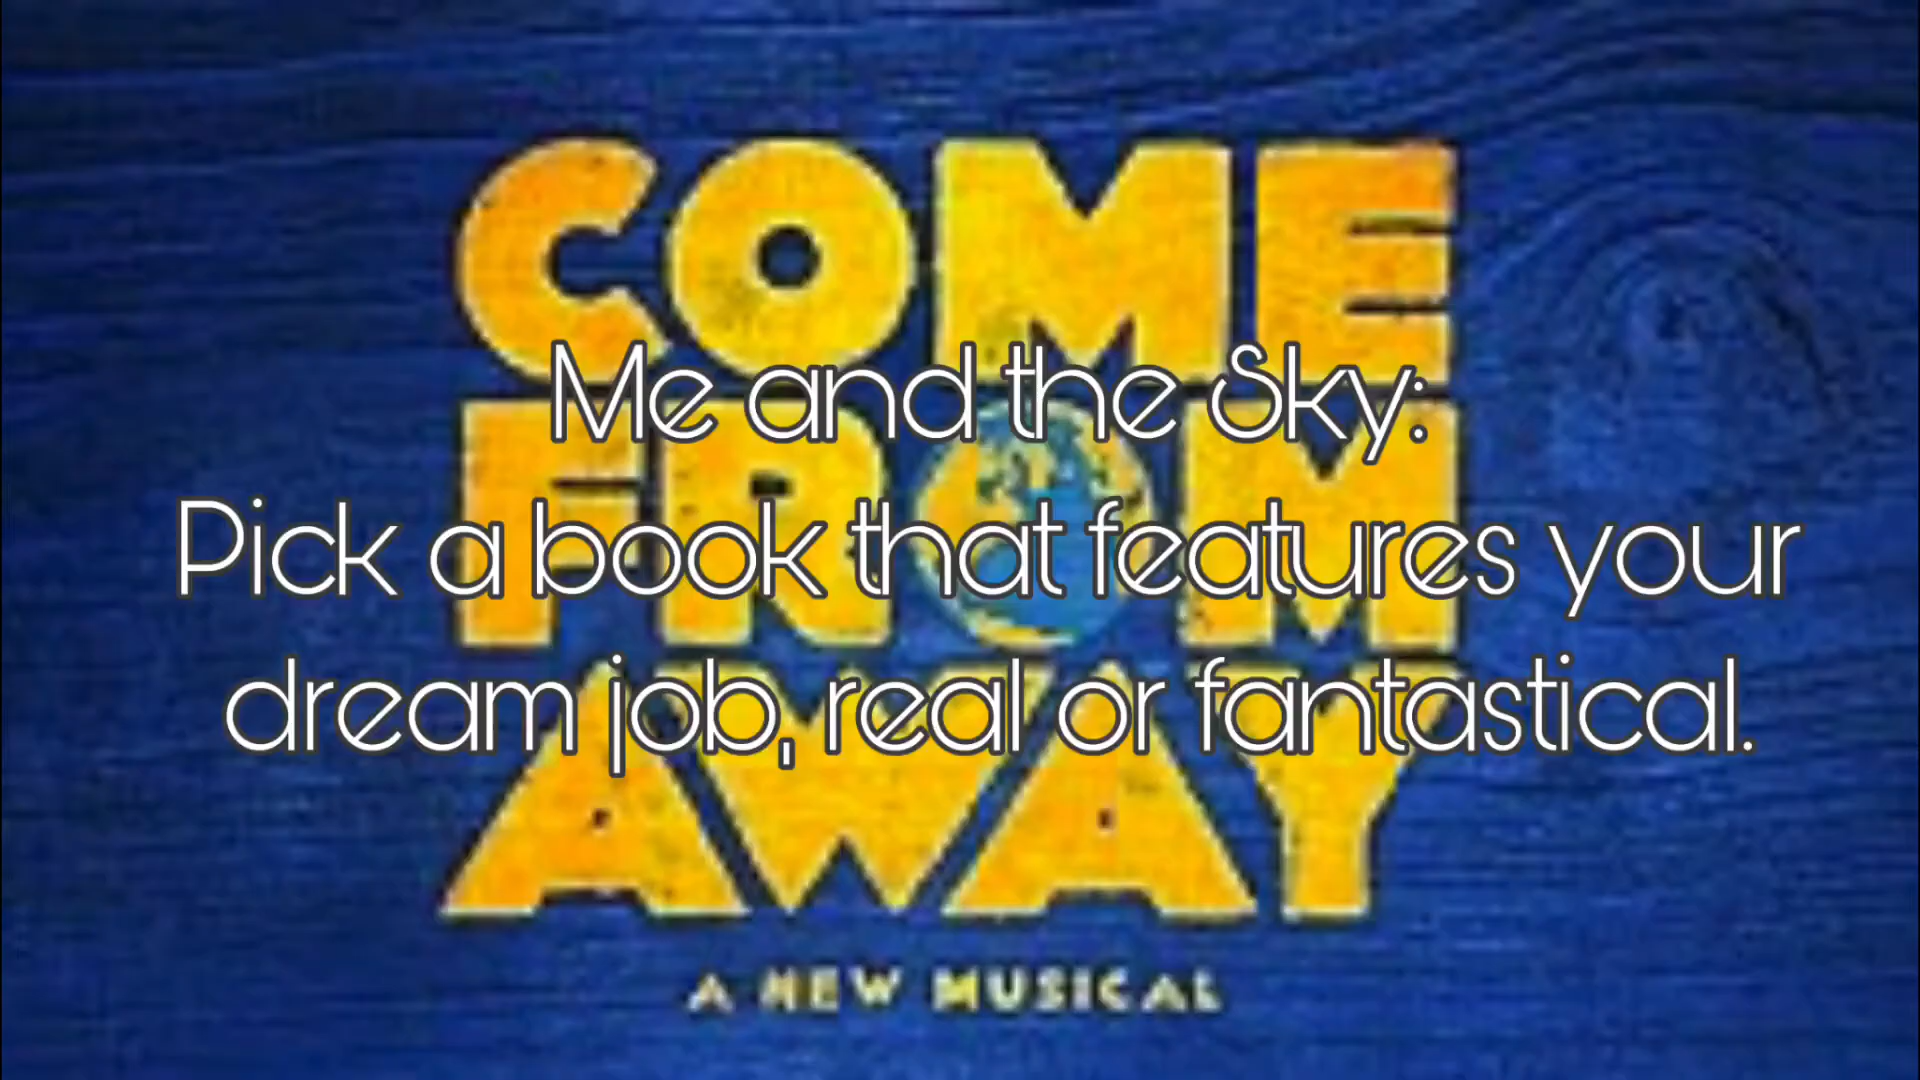 COME
Me and the Sky:
FROM
Pick a book that features your
dream job, real or fantastical.
AWAY
A NEW MUSICAL